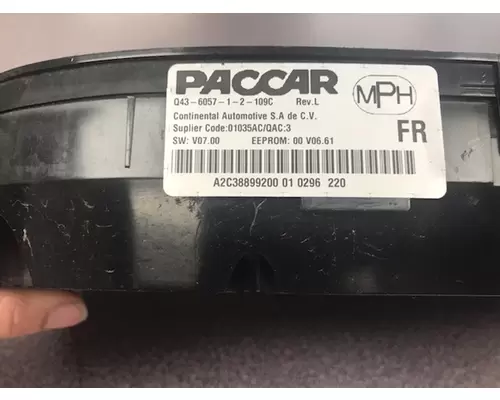 PACCAR
MPH
Q43-6057-1-2-109C Rev.L
Continental Automotive S.A de C.V.
Suplier Code:01035AC/QAC:3
FR
SW: V07.00 EEPROM: 00 V06.61
A2C38899200 01 0296 220